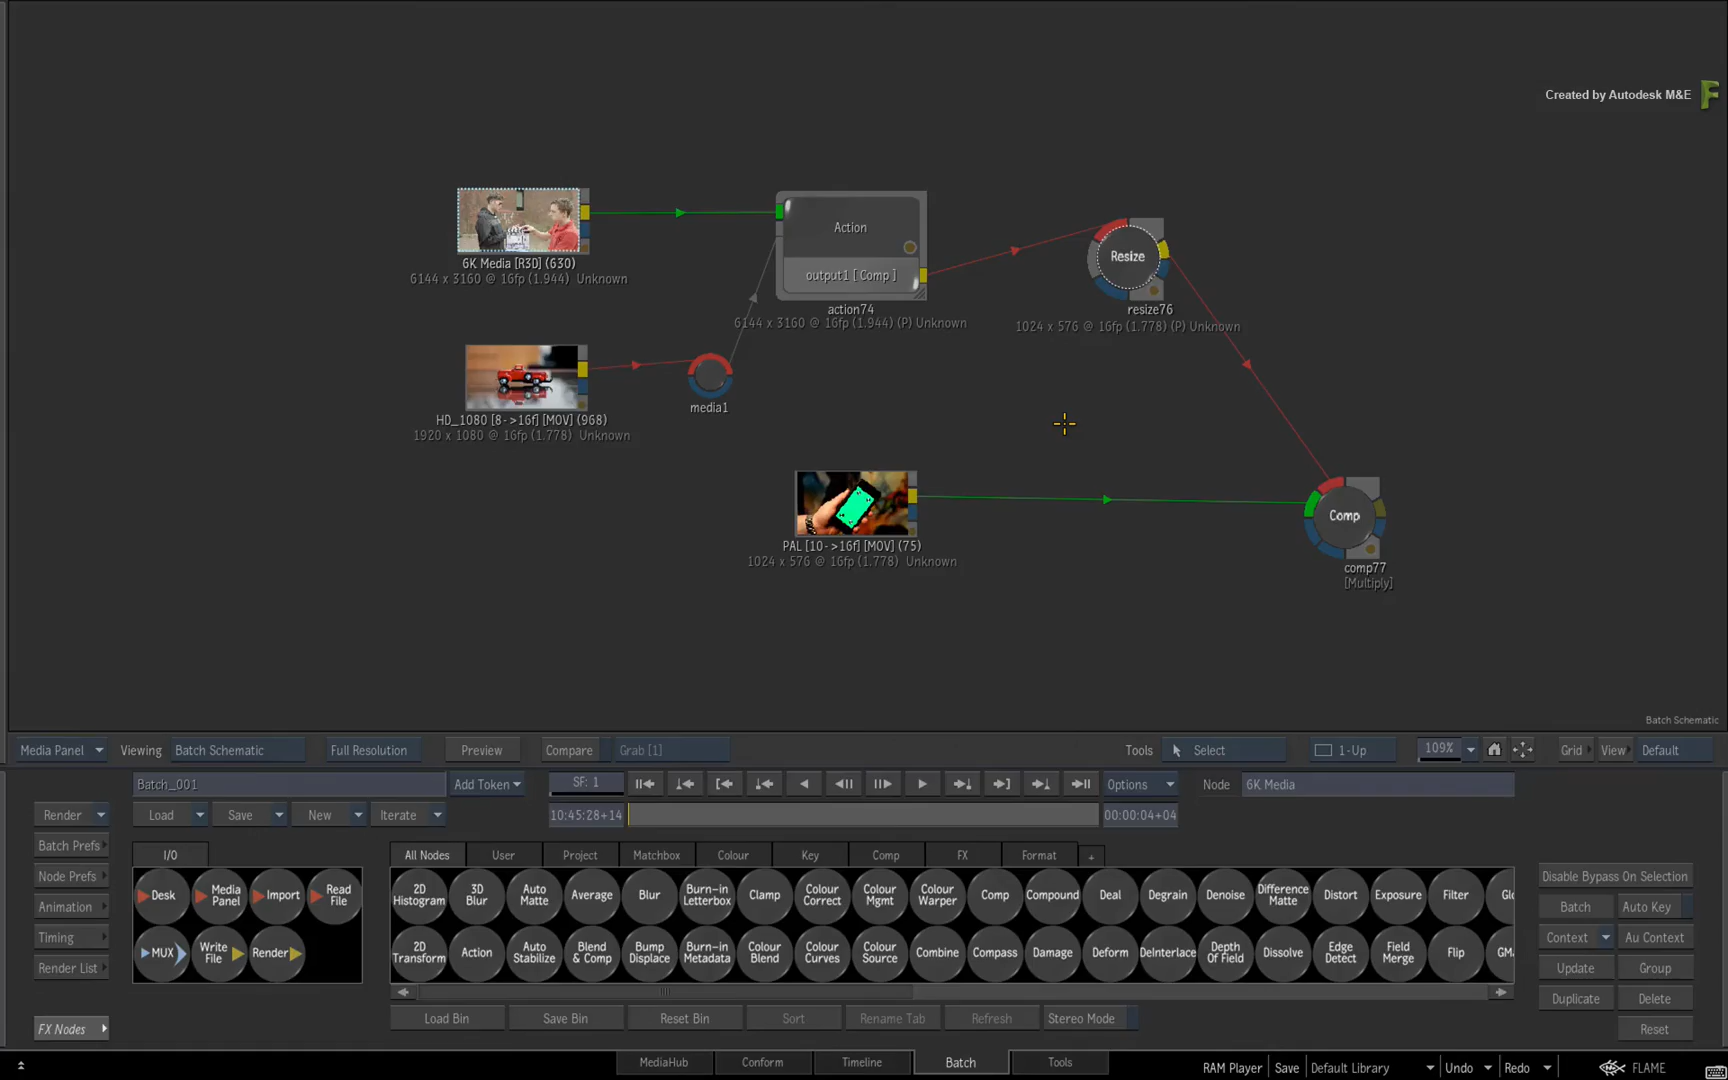 Created by Autodesk M&E
6K Media [R3D] (630)
6144 x 3160 @ 16fp (1.944) Unknown
Action
output1 [ Comp ]
action74
6144 x 3160 @ 16fp (1.944) (P) Unknown
Resize
resize76
1024 x 576 @ 16fp (1.778) (P) Unknown
HD_1080 [8->16f] [MOV] (968)
1920 x 1080 @ 16fp (1.778) Unknown
media1
PAL [10->16f] [MOV] (75)
1024 x 576 @ 16fp (1.778) Unknown
Comp
comp77
[Multiply]
Batch Schematic
Media Panel Viewing Batch Schematic Full Resolution Preview Compare Grab [1] Tools Select 1-Up 109% Grid View Default
Batch_001 Add Token SF: 1 Options Node 6K Media
Render Load Save New Iterate 10:45:28+14 00:00:04+04
Batch Prefs I/O All Nodes User Project Matchbox Colour Key Comp FX Format +
Node Prefs
Animation
Timing
Render List
FX Nodes
Desk Media Panel Import Read File
MUX Write File Render
2D Histogram 3D Blur Auto Matte Average Blur Burn-in Letterbox Clamp Colour Correct Colour Mgmt Colour Warper Comp Compound Deal Degrain Denoise Difference Matte Distort Exposure Filter
2D Transform Action Auto Stabilize Blend & Comp Bump Displace Burn-in Metadata Colour Blend Colour Curves Colour Source Combine Compass Damage Deform DeInterlace Depth Of Field Dissolve Edge Detect Field Merge Flip
Load Bin Save Bin Reset Bin Sort Rename Tab Refresh Stereo Mode
Disable Bypass On Selection
Batch Auto Key
Context Au Context
Update Group
Duplicate Delete
Reset
MediaHub Conform Timeline Batch Tools RAM Player Save Default Library Undo Redo FLAME